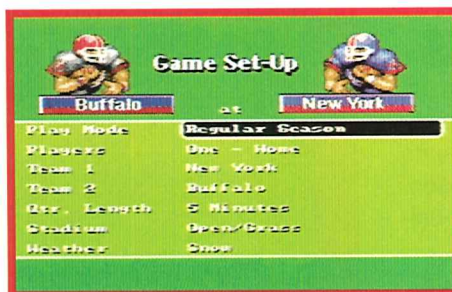 Game Set-Up
Buffalo at New York
Play Mode Regular Season
Players One - Home
Team 1 New York
Team 2 Buffalo
Qtr. Length 5 Minutes
Stadium Open/Grass
Weather Snow